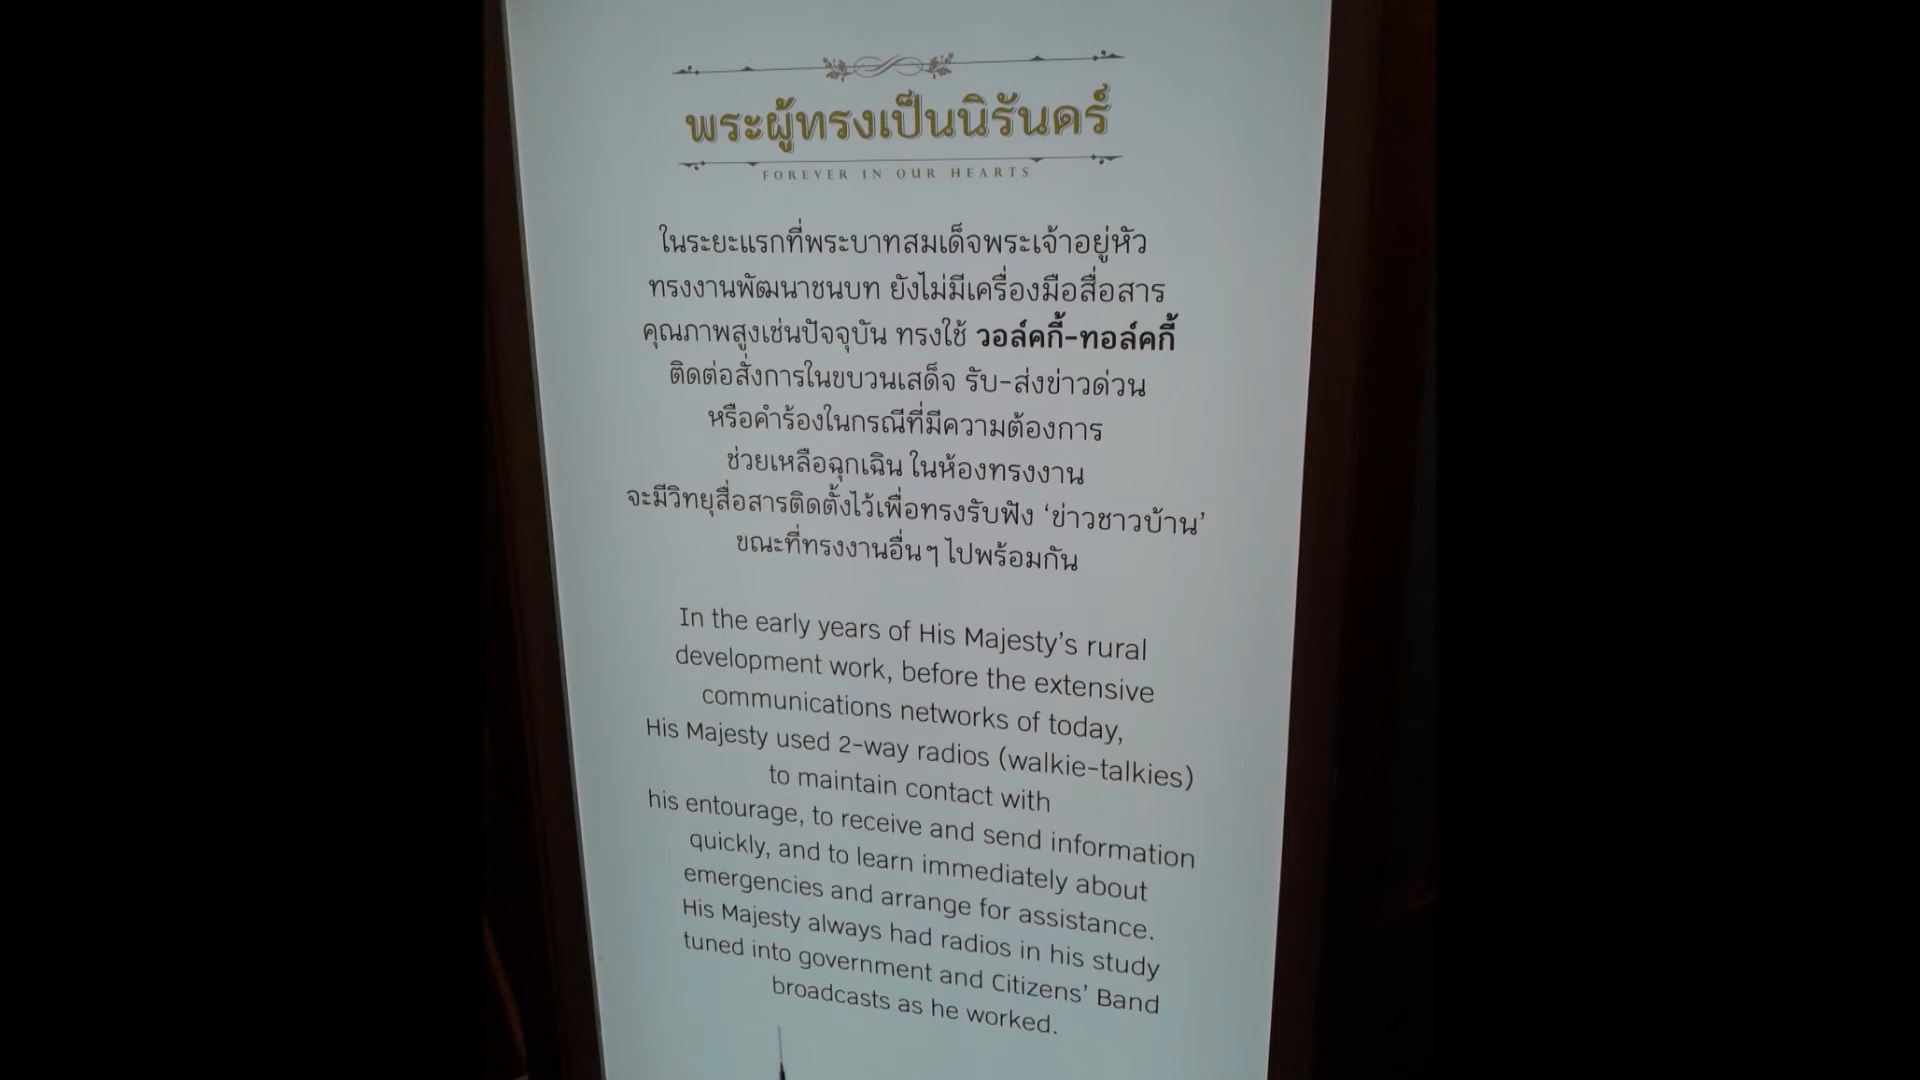 พระผู้ทรงเป็นนิรันดร์
FOREVER IN OUR HEARTS
ในระยะแรกที่พระบาทสมเด็จพระเจ้าอยู่หัว
ทรงงานพัฒนาชนบท ยังไม่มีเครื่องมือสื่อสาร
คุณภาพสูงเช่นปัจจุบัน ทรงใช้ วอล์คกี้-ทอล์คกี้
ติดต่อสั่งการในขบวนเสด็จ รับ-ส่งข่าวด่วน
หรือคำร้องในกรณีที่มีความต้องการ
ช่วยเหลือฉุกเฉิน ในห้องทรงงาน
จะมีวิทยุสื่อสารติดตั้งไว้เพื่อทรงรับฟัง ‘ข่าวชาวบ้าน’
ขณะที่ทรงงานอื่นๆ ไปพร้อมกัน
In the early years of His Majesty’s rural
development work, before the extensive
communications networks of today,
His Majesty used 2-way radios (walkie-talkies)
to maintain contact with
his entourage, to receive and send information
quickly, and to learn immediately about
emergencies and arrange for assistance.
His Majesty always had radios in his study
tuned into government and Citizens’ Band
broadcasts as he worked.